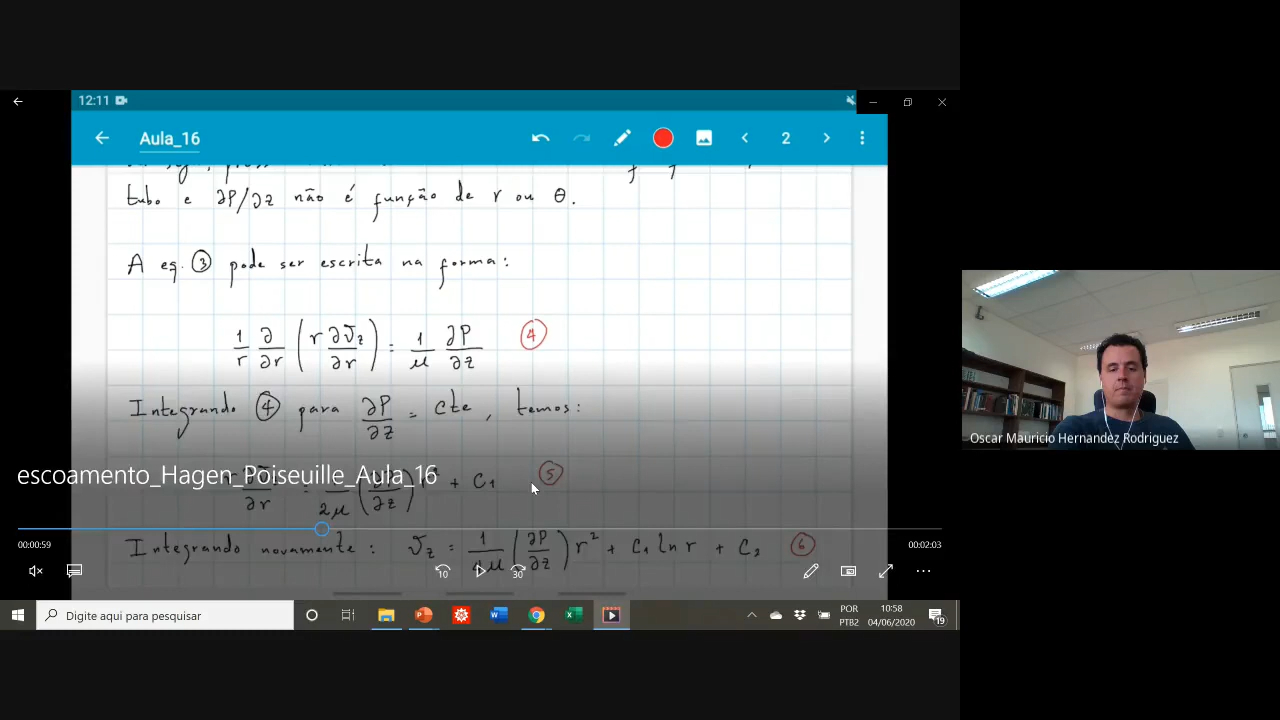 12:11
Aula_16
2
tubo e ∂P/∂z não é função de r ou θ.
A eq. ③ pode ser escrita na forma:
1/r ∂/∂r (r ∂v_z/∂r) = 1/μ ∂P/∂z ④
Integrando ④ para ∂P/∂z = cte, temos:
escoamento_Hagen_Poiseuille_Aula_16
∂r = 2μ (∂P/∂z) r² + C₁ ⑤
Integrando novamente: v_z = 1/4μ (∂P/∂z) r² + C₁ ln r + C₂ ⑥
00:00:59
00:02:03
10
30
Digite aqui para pesquisar
POR
PTB2
10:58
04/06/2020
19
Oscar Mauricio Hernandez Rodriguez